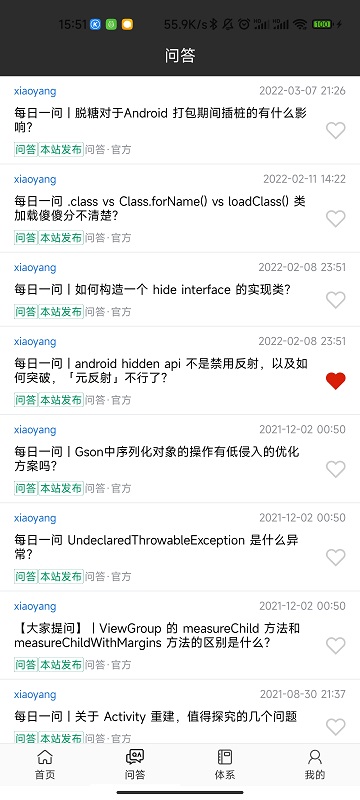 15:51 55.9K/s 100
问答
xiaoyang 2022-03-07 21:26
每日一问 | 脱糖对于Android 打包期间插桩的有什么影
响?
问答 本站发布 问答·官方
xiaoyang 2022-02-11 14:22
每日一问 .class vs Class.forName() vs loadClass() 类
加载傻傻分不清楚?
问答 本站发布 问答·官方
xiaoyang 2022-02-08 23:51
每日一问 | 如何构造一个 hide interface 的实现类?
问答 本站发布 问答·官方
xiaoyang 2022-02-08 23:51
每日一问 | android hidden api 不是禁用反射，以及如
何突破，「元反射」不行了?
问答 本站发布 问答·官方
xiaoyang 2021-12-02 00:50
每日一问 | Gson中序列化对象的操作有低侵入的优化
方案吗?
问答 本站发布 问答·官方
xiaoyang 2021-12-02 00:50
每日一问 UndeclaredThrowableException 是什么异
常?
问答 本站发布 问答·官方
xiaoyang 2021-12-02 00:50
【大家提问】 | ViewGroup 的 measureChild 方法和
measureChildWithMargins 方法的区别是什么?
问答 本站发布 问答·官方
xiaoyang 2021-08-30 21:37
每日一问 | 关于 Activity 重建，值得探究的几个问题
问答 本站发布 问答·官方
首页 问答 体系 我的